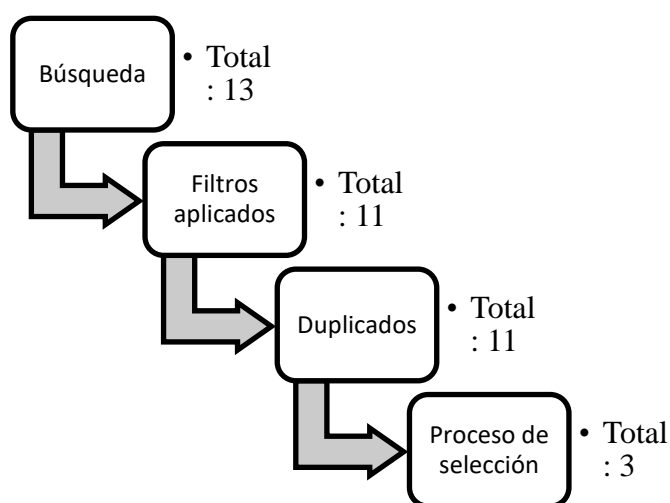 Búsqueda
• Total
: 13
Filtros
aplicados
• Total
: 11
Duplicados
• Total
: 11
Proceso de
selección
• Total
: 3